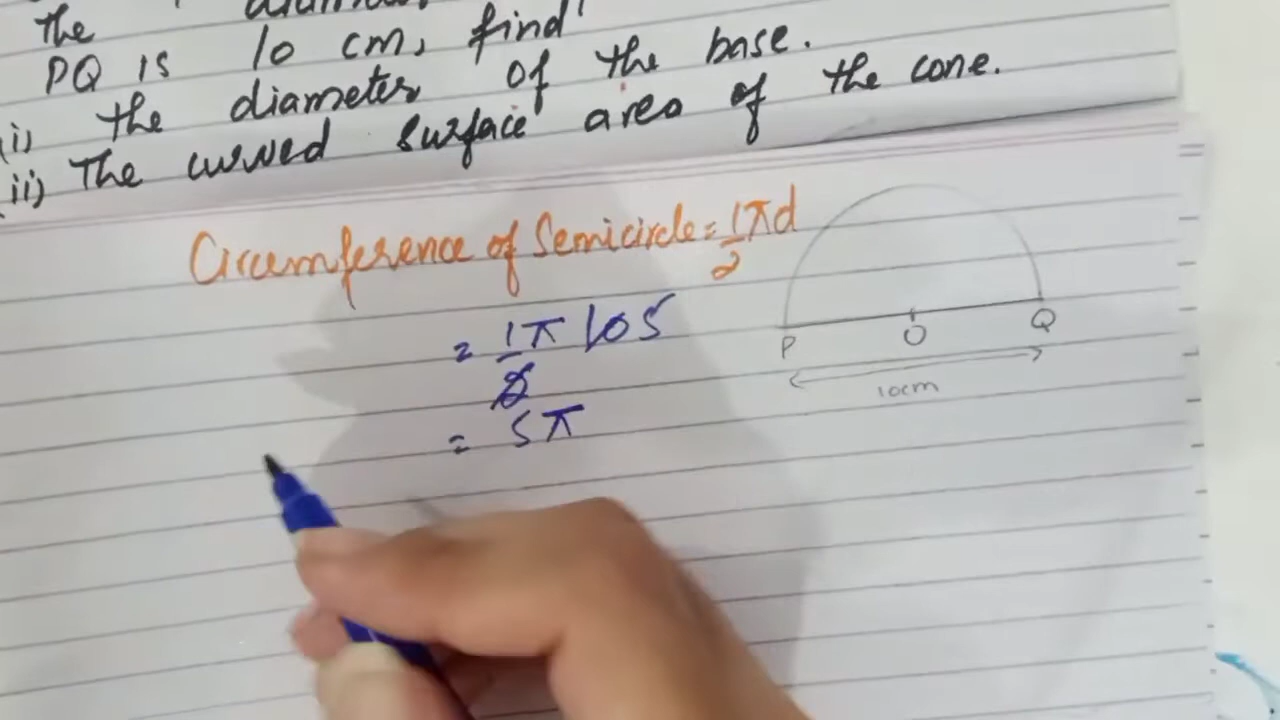 the diamet
PQ is 10 cm, find
(i) the diameter of the base.
(ii) The curved surface area of the cone.
Circumference of Semicircle = 1/2 πd
= 1/2 π 10 5
= 5π
P O Q
10cm